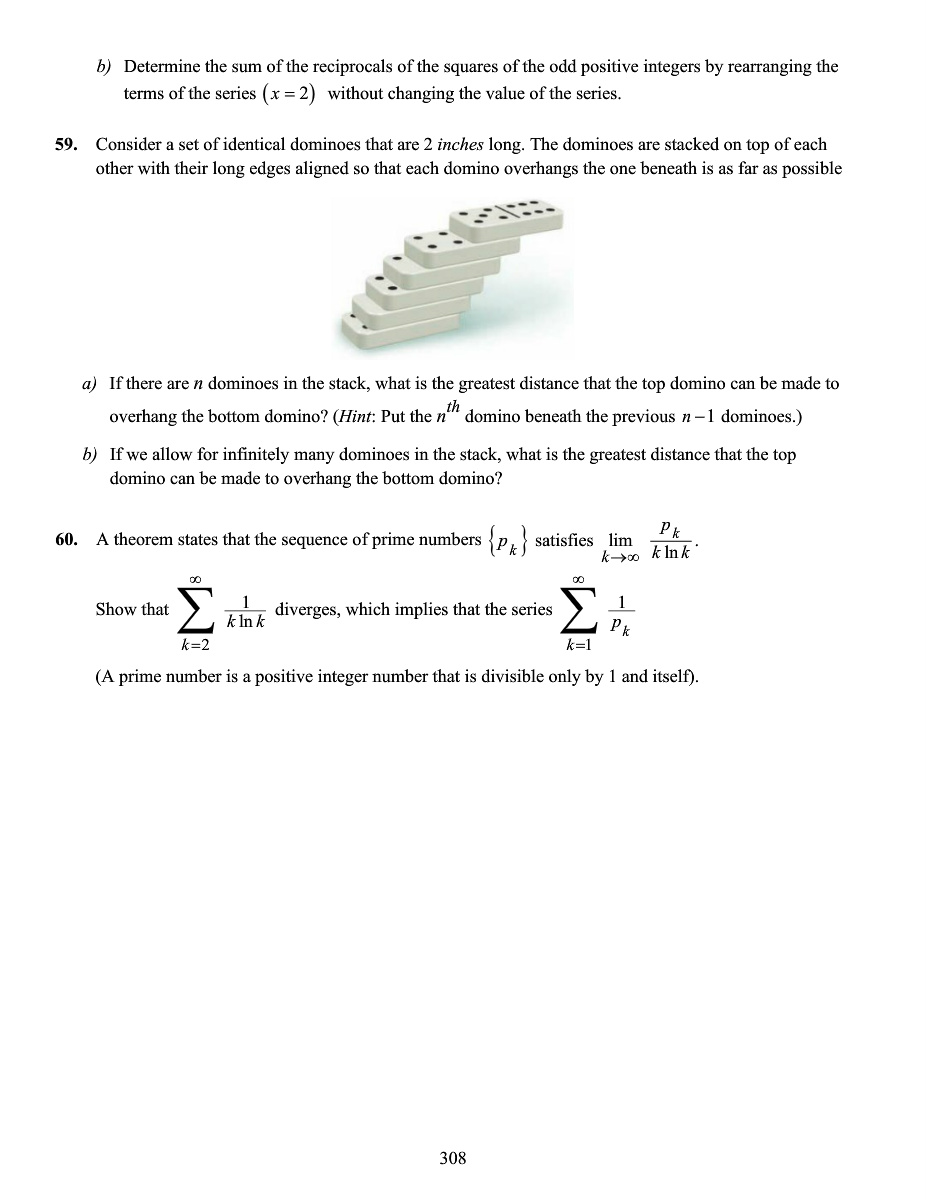 b) Determine the sum of the reciprocals of the squares of the odd positive integers by rearranging the
terms of the series (x = 2) without changing the value of the series.
59. Consider a set of identical dominoes that are 2 inches long. The dominoes are stacked on top of each
other with their long edges aligned so that each domino overhangs the one beneath is as far as possible
a) If there are n dominoes in the stack, what is the greatest distance that the top domino can be made to
overhang the bottom domino? (Hint: Put the n^th domino beneath the previous n − 1 dominoes.)
b) If we allow for infinitely many dominoes in the stack, what is the greatest distance that the top
domino can be made to overhang the bottom domino?
60. A theorem states that the sequence of prime numbers {p_k} satisfies lim_{k→∞} p_k / (k ln k).
Show that ∑_{k=2}^{∞} 1 / (k ln k) diverges, which implies that the series ∑_{k=1}^{∞} 1 / p_k
(A prime number is a positive integer number that is divisible only by 1 and itself).
308